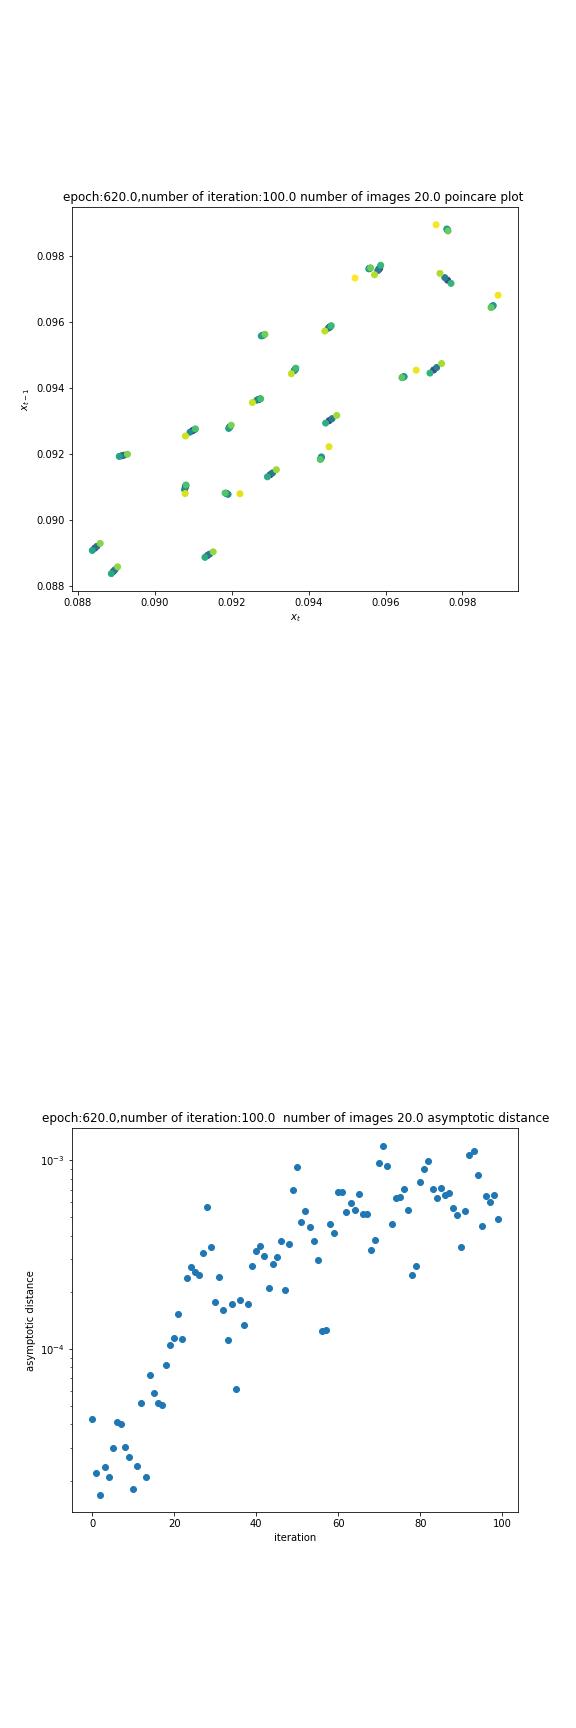 epoch:620.0,number of iteration:100.0 number of images 20.0 poincare plot
0.098
0.096
0.094
0.092
0.090
0.088
x_{t-1}
0.088 0.090 0.092 0.094 0.096 0.098
x_t
epoch:620.0,number of iteration:100.0  number of images 20.0 asymptotic distance
10^{-3}
10^{-4}
asymptotic distance
0 20 40 60 80 100
iteration